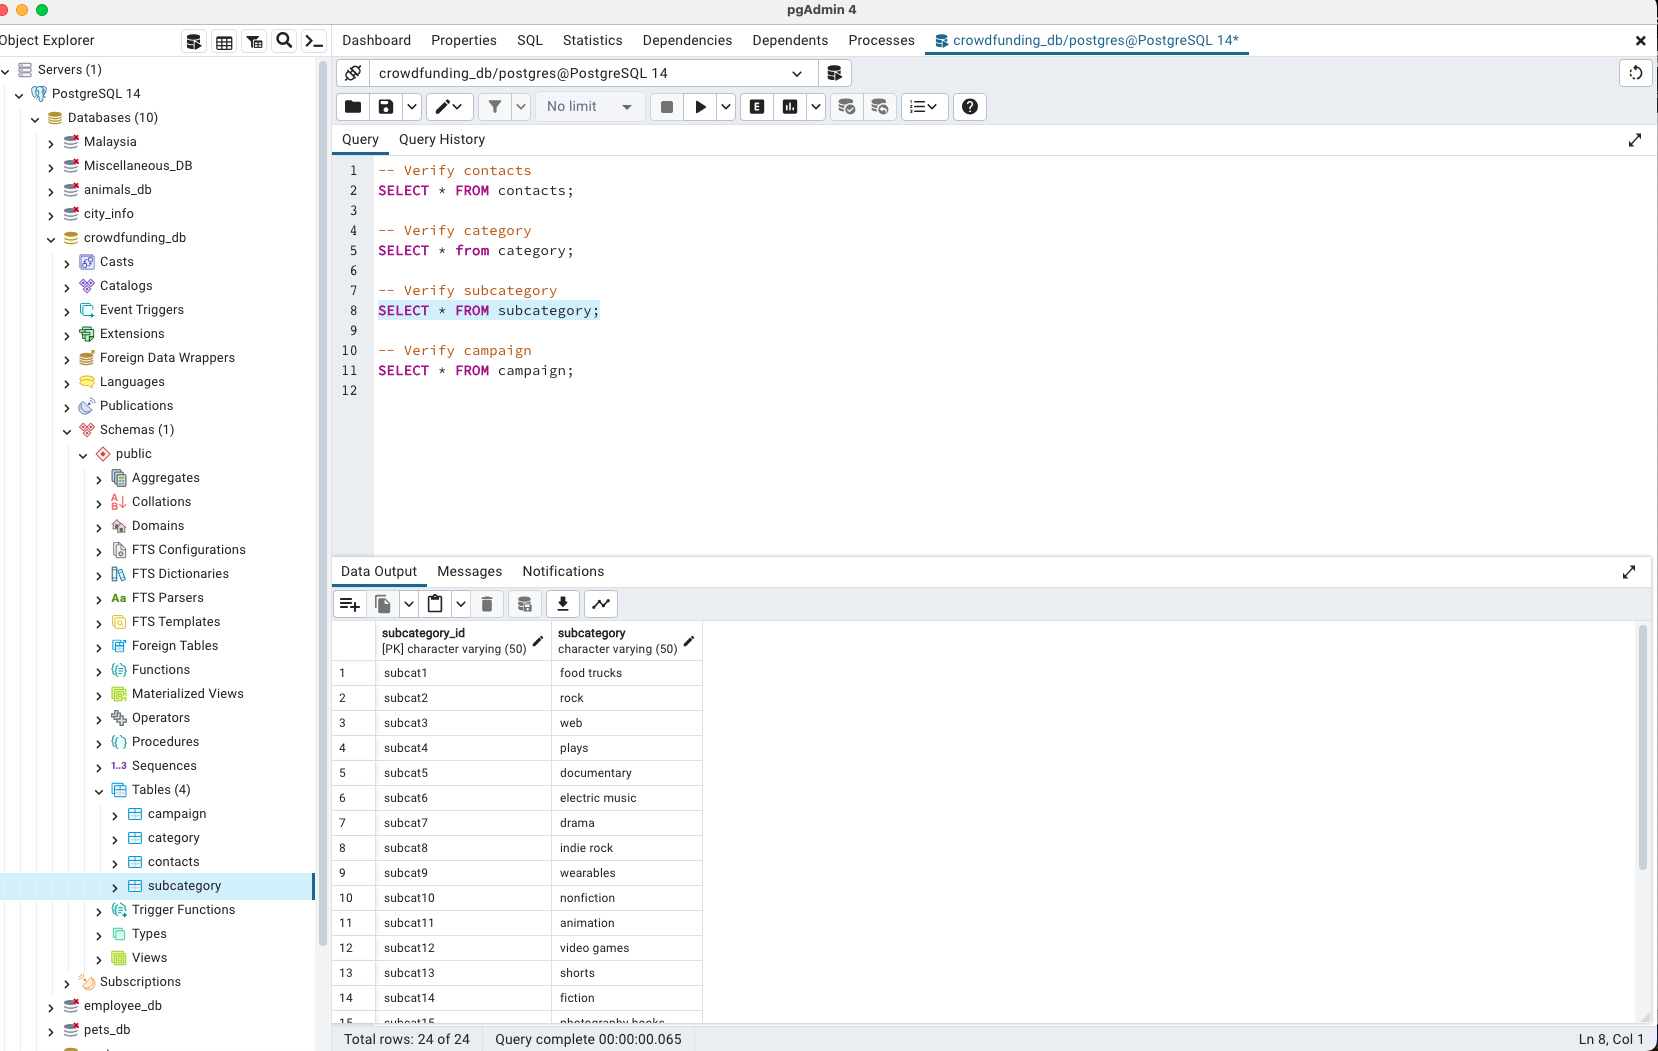 pgAdmin 4
Object Explorer
Dashboard Properties SQL Statistics Dependencies Dependents Processes crowdfunding_db/postgres@PostgreSQL 14*
Servers (1)
PostgreSQL 14
Databases (10)
Malaysia
Miscellaneous_DB
animals_db
city_info
crowdfunding_db
Casts
Catalogs
Event Triggers
Extensions
Foreign Data Wrappers
Languages
Publications
Schemas (1)
public
Aggregates
Collations
Domains
FTS Configurations
FTS Dictionaries
FTS Parsers
FTS Templates
Foreign Tables
Functions
Materialized Views
Operators
Procedures
1..3 Sequences
Tables (4)
campaign
category
contacts
subcategory
Trigger Functions
Types
Views
Subscriptions
employee_db
pets_db
crowdfunding_db/postgres@PostgreSQL 14
No limit
Query Query History
1 -- Verify contacts
2 SELECT * FROM contacts;
3
4 -- Verify category
5 SELECT * from category;
6
7 -- Verify subcategory
8 SELECT * FROM subcategory;
9
10 -- Verify campaign
11 SELECT * FROM campaign;
12
Data Output Messages Notifications
subcategory_id subcategory
[PK] character varying (50) character varying (50)
1 subcat1 food trucks
2 subcat2 rock
3 subcat3 web
4 subcat4 plays
5 subcat5 documentary
6 subcat6 electric music
7 subcat7 drama
8 subcat8 indie rock
9 subcat9 wearables
10 subcat10 nonfiction
11 subcat11 animation
12 subcat12 video games
13 subcat13 shorts
14 subcat14 fiction
15 subcat15 photography books
Total rows: 24 of 24 Query complete 00:00:00.065 Ln 8, Col 1